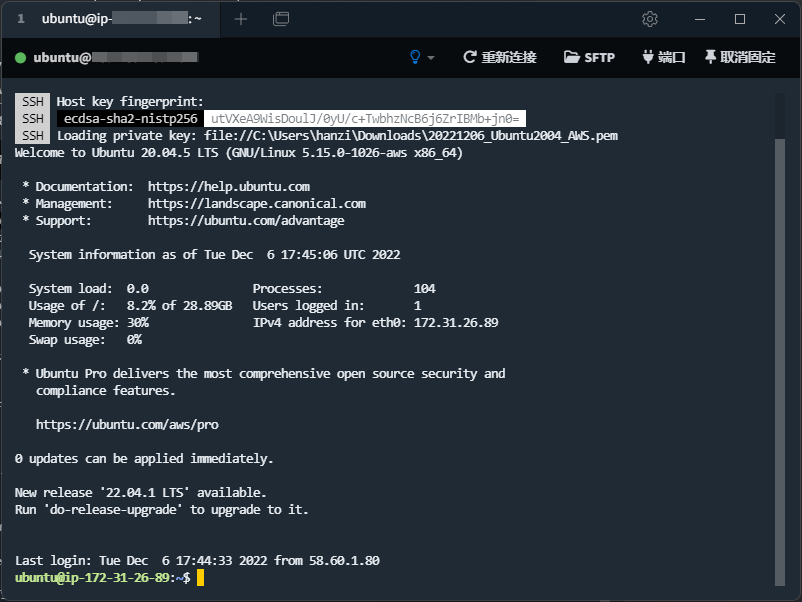 1 ubuntu@ip- :~
ubuntu@ 重新连接 SFTP 端口 取消固定
SSH Host key fingerprint:
SSH ecdsa-sha2-nistp256 utVXeA9WisDoulJ/0yU/c+TwbhzNcB6j6ZrIBMb+jn0=
SSH Loading private key: file://C:\Users\hanzi\Downloads\20221206_Ubuntu2004_AWS.pem
Welcome to Ubuntu 20.04.5 LTS (GNU/Linux 5.15.0-1026-aws x86_64)
* Documentation: https://help.ubuntu.com
* Management: https://landscape.canonical.com
* Support: https://ubuntu.com/advantage
System information as of Tue Dec 6 17:45:06 UTC 2022
System load: 0.0 Processes: 104
Usage of /: 8.2% of 28.89GB Users logged in: 1
Memory usage: 30% IPv4 address for eth0: 172.31.26.89
Swap usage: 0%
* Ubuntu Pro delivers the most comprehensive open source security and
compliance features.
https://ubuntu.com/aws/pro
0 updates can be applied immediately.
New release '22.04.1 LTS' available.
Run 'do-release-upgrade' to upgrade to it.
Last login: Tue Dec 6 17:44:33 2022 from 58.60.1.80
ubuntu@ip-172-31-26-89:~$